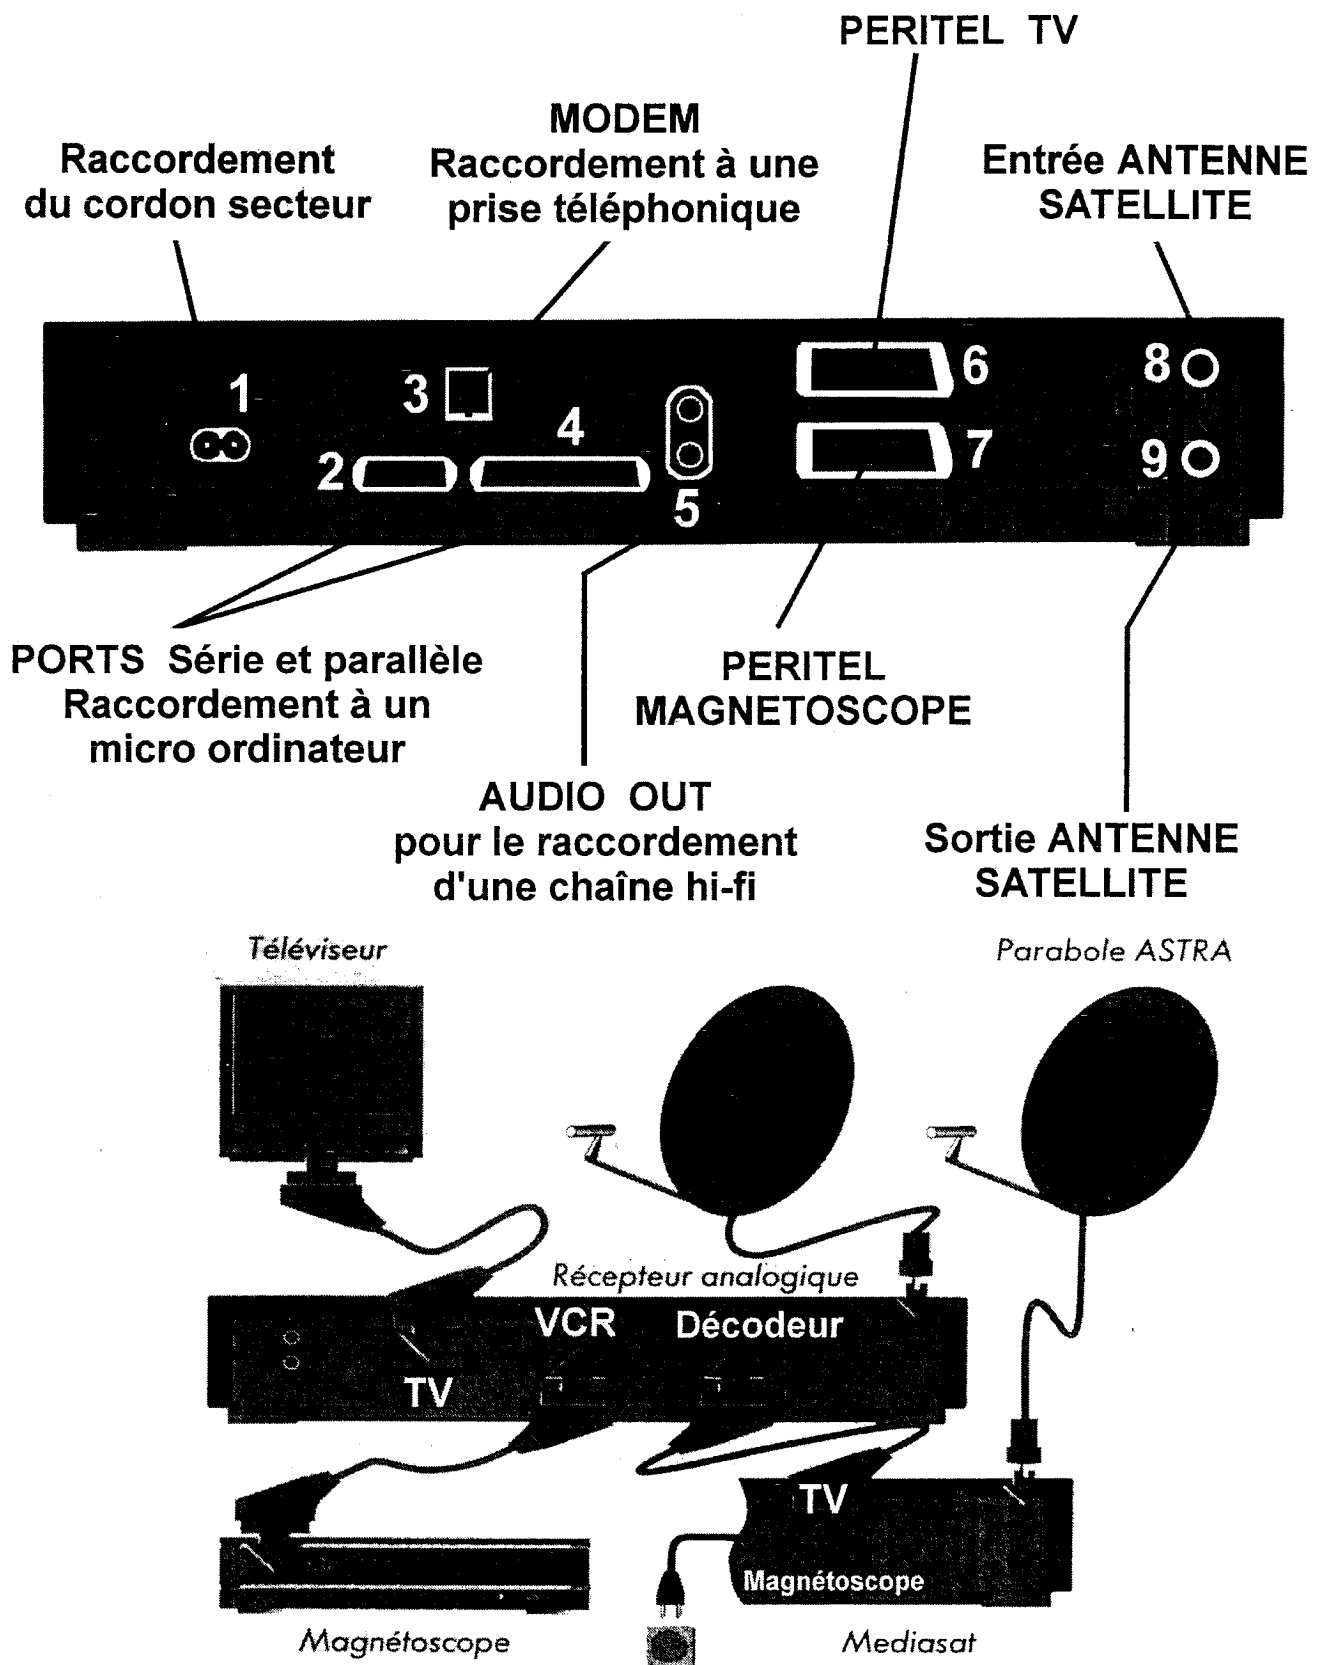 PERITEL TV
MODEM
Raccordement à une
prise téléphonique
Raccordement
du cordon secteur
Entrée ANTENNE
SATELLITE
1
2
3
4
5
6
7
8
9
PORTS Série et parallèle
Raccordement à un
micro ordinateur
PERITEL
MAGNETOSCOPE
AUDIO OUT
pour le raccordement
d'une chaîne hi-fi
Sortie ANTENNE
SATELLITE
Téléviseur
Parabole ASTRA
Récepteur analogique
VCR
Décodeur
TV
TV
Magnétoscope
Magnétoscope
Mediasat